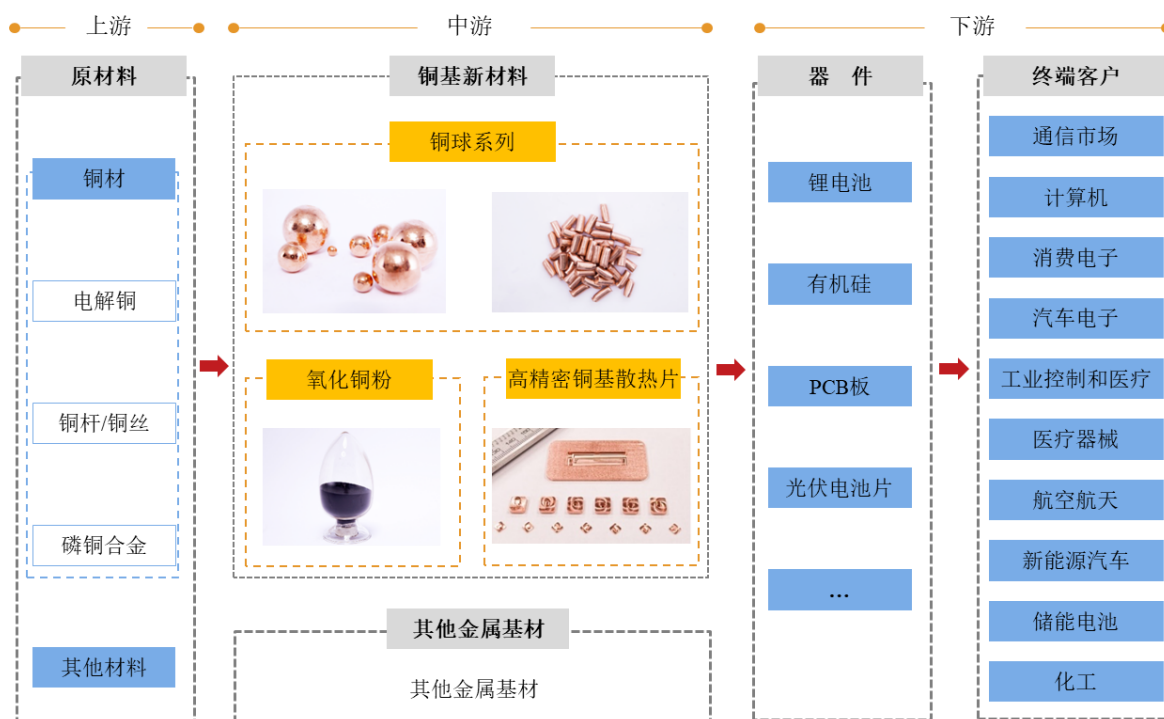 上游
中游
下游
原材料
铜基新材料
器 件
终端客户
铜材
电解铜
铜杆/铜丝
磷铜合金
其他材料
铜球系列
氧化铜粉
高精密铜基散热片
其他金属基材
其他金属基材
锂电池
有机硅
PCB板
光伏电池片
…
通信市场
计算机
消费电子
汽车电子
工业控制和医疗
医疗器械
航空航天
新能源汽车
储能电池
化工